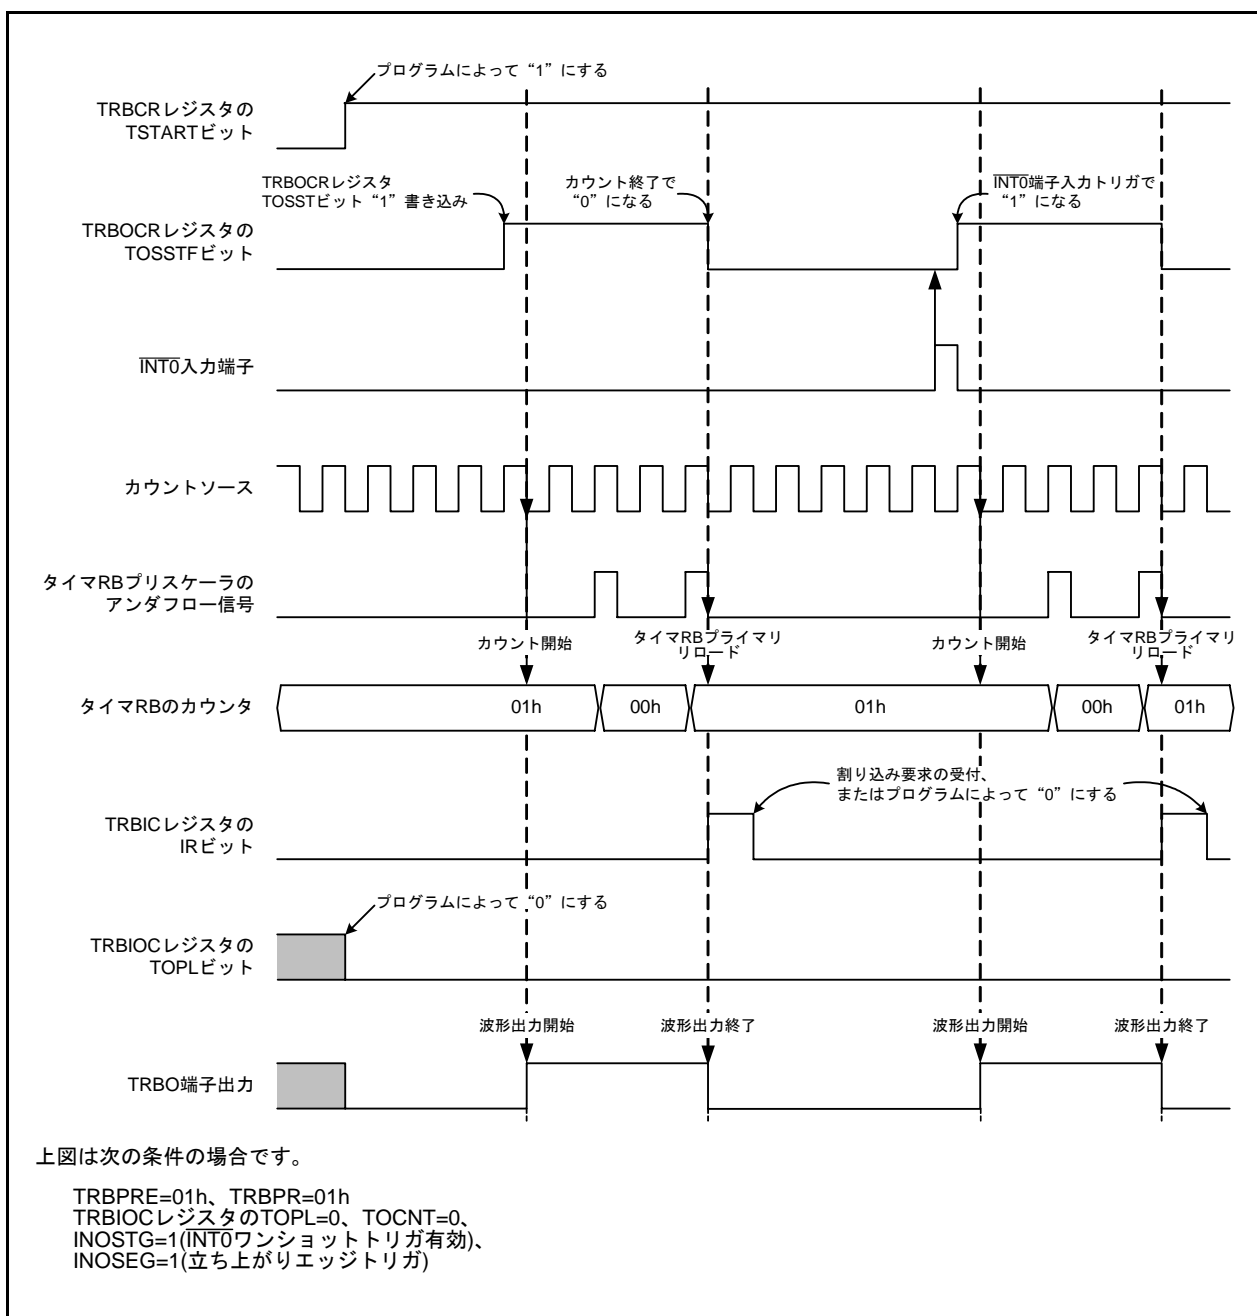 プログラムによって“1”にする
TRBCRレジスタの
TSTARTビット
TRBOCRレジスタ
TOSSTビット“1”書き込み
カウント終了で
“0”になる
INT0端子入力トリガで
“1”になる
TRBOCRレジスタの
TOSSTFビット
INT0入力端子
カウントソース
タイマRBプリスケーラの
アンダフロー信号
カウント開始
タイマRBプライマリ
リロード
カウント開始
タイマRBプライマリ
リロード
タイマRBのカウンタ
01h
00h
01h
00h
01h
割り込み要求の受付、
またはプログラムによって“0”にする
TRBICレジスタの
IRビット
プログラムによって“0”にする
TRBIOCレジスタの
TOPLビット
波形出力開始
波形出力終了
波形出力開始
波形出力終了
TRBO端子出力
上図は次の条件の場合です。
TRBPRE=01h、TRBPR=01h
TRBIOCレジスタのTOPL=0、TOCNT=0、
INOSTG=1(INT0ワンショットトリガ有効)、
INOSEG=1(立ち上がりエッジトリガ)